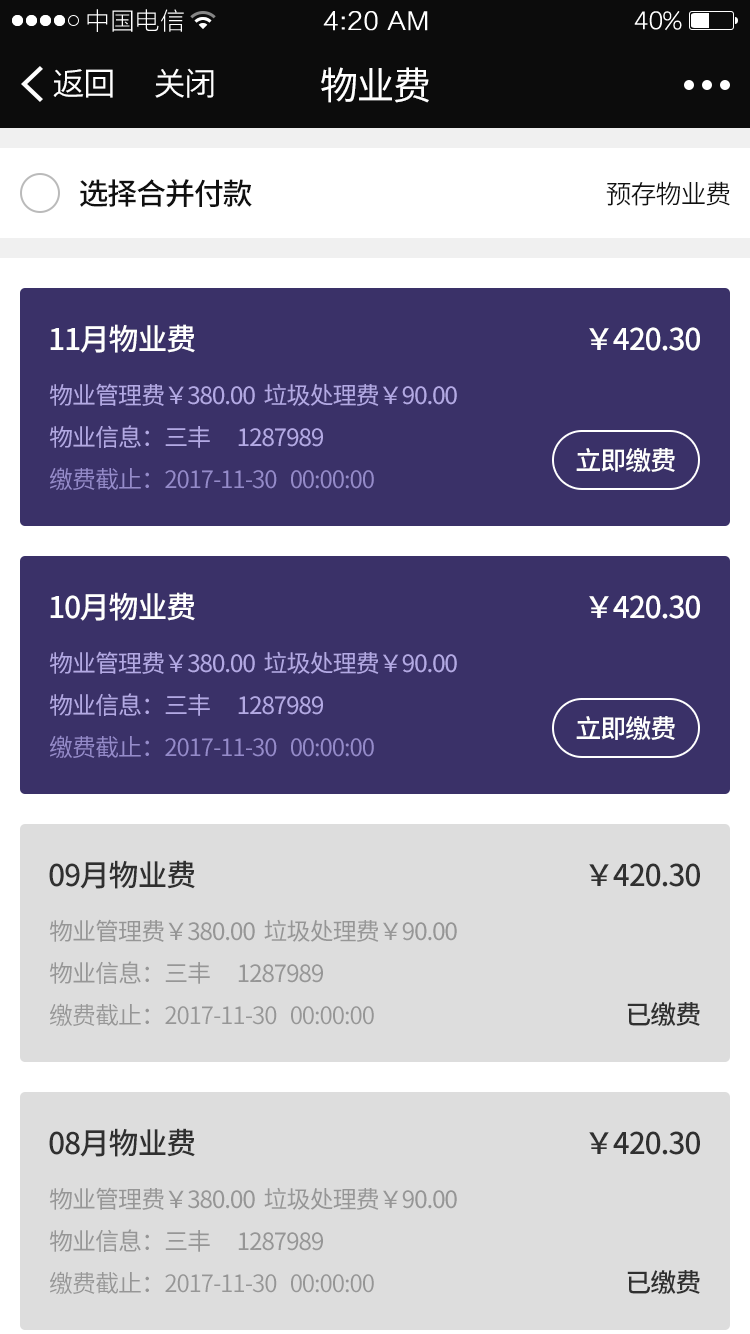 中国电信 4:20 AM 40%
返回 关闭 物业费
选择合并付款 预存物业费
11月物业费 ￥420.30
物业管理费￥380.00 垃圾处理费￥90.00
物业信息：三丰 1287989
立即缴费
缴费截止：2017-11-30 00:00:00
10月物业费 ￥420.30
物业管理费￥380.00 垃圾处理费￥90.00
物业信息：三丰 1287989
立即缴费
缴费截止：2017-11-30 00:00:00
09月物业费 ￥420.30
物业管理费￥380.00 垃圾处理费￥90.00
物业信息：三丰 1287989
缴费截止：2017-11-30 00:00:00 已缴费
08月物业费 ￥420.30
物业管理费￥380.00 垃圾处理费￥90.00
物业信息：三丰 1287989
缴费截止：2017-11-30 00:00:00 已缴费